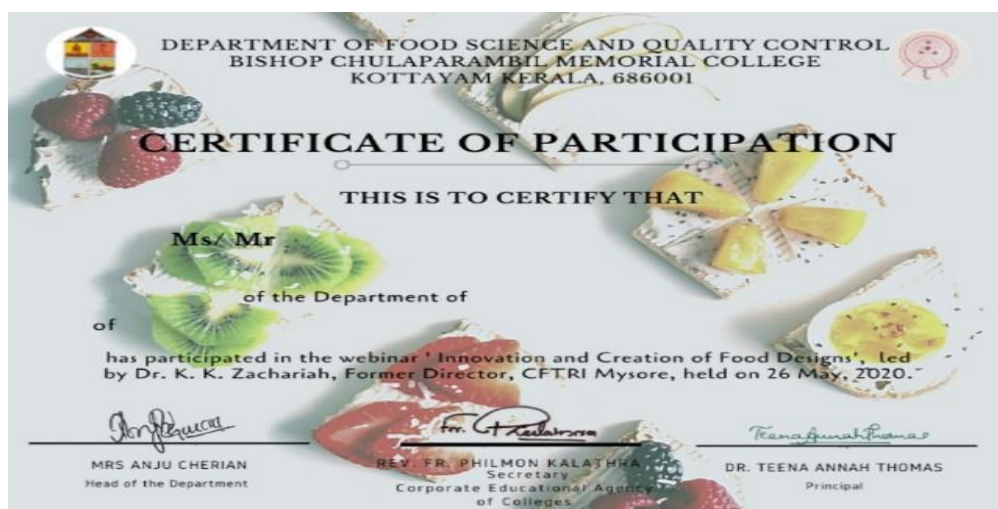 DEPARTMENT OF FOOD SCIENCE AND QUALITY CONTROL
BISHOP CHULAPARAMBIL MEMORIAL COLLEGE
KOTTAYAM KERALA, 686001
CERTIFICATE OF PARTICIPATION
THIS IS TO CERTIFY THAT
Ms/ Mr
of the Department of
of
has participated in the webinar ' Innovation and Creation of Food Designs', led
by Dr. K. K. Zachariah, Former Director, CFTRI Mysore, held on 26 May, 2020.
Teena Annah Thomas
MRS ANJU CHERIAN
Head of the Department
REV. FR. PHILMON KALATHRA
Secretary
Corporate Educational Agency
of Colleges
DR. TEENA ANNAH THOMAS
Principal